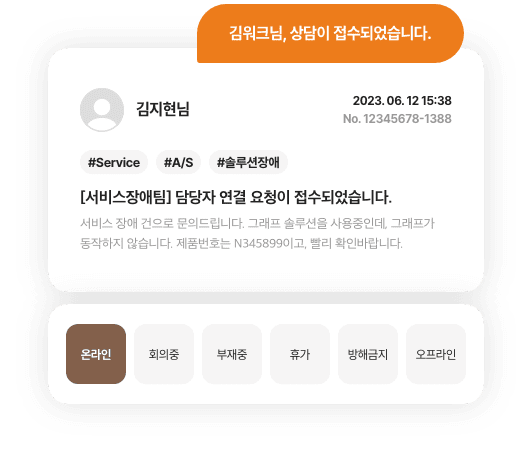 김워크님, 상담이 접수되었습니다.
김지현님
2023. 06. 12 15:38
No. 12345678-1388
#Service #A/S #솔루션장애
[서비스장애팀] 담당자 연결 요청이 접수되었습니다.
서비스 장애 건으로 문의드립니다. 그래프 솔루션을 사용중인데, 그래프가
동작하지 않습니다. 제품번호는 N345899이고, 빨리 확인바랍니다.
온라인 회의중 부재중 휴가 방해금지 오프라인